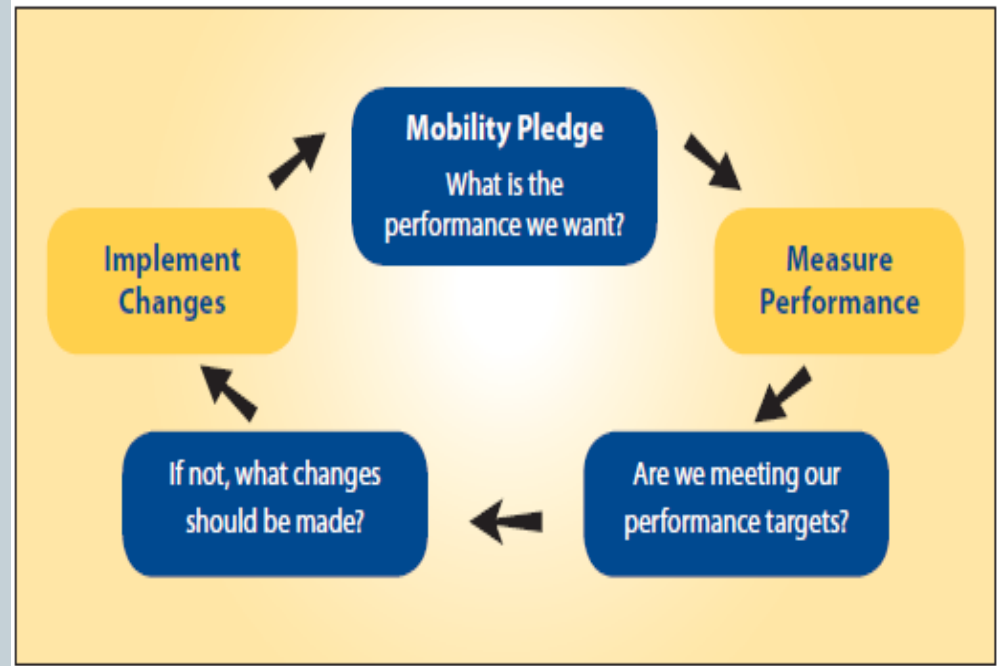 Mobility Pledge
What is the
performance we want?
Implement
Changes
Measure
Performance
If not, what changes
should be made?
Are we meeting our
performance targets?